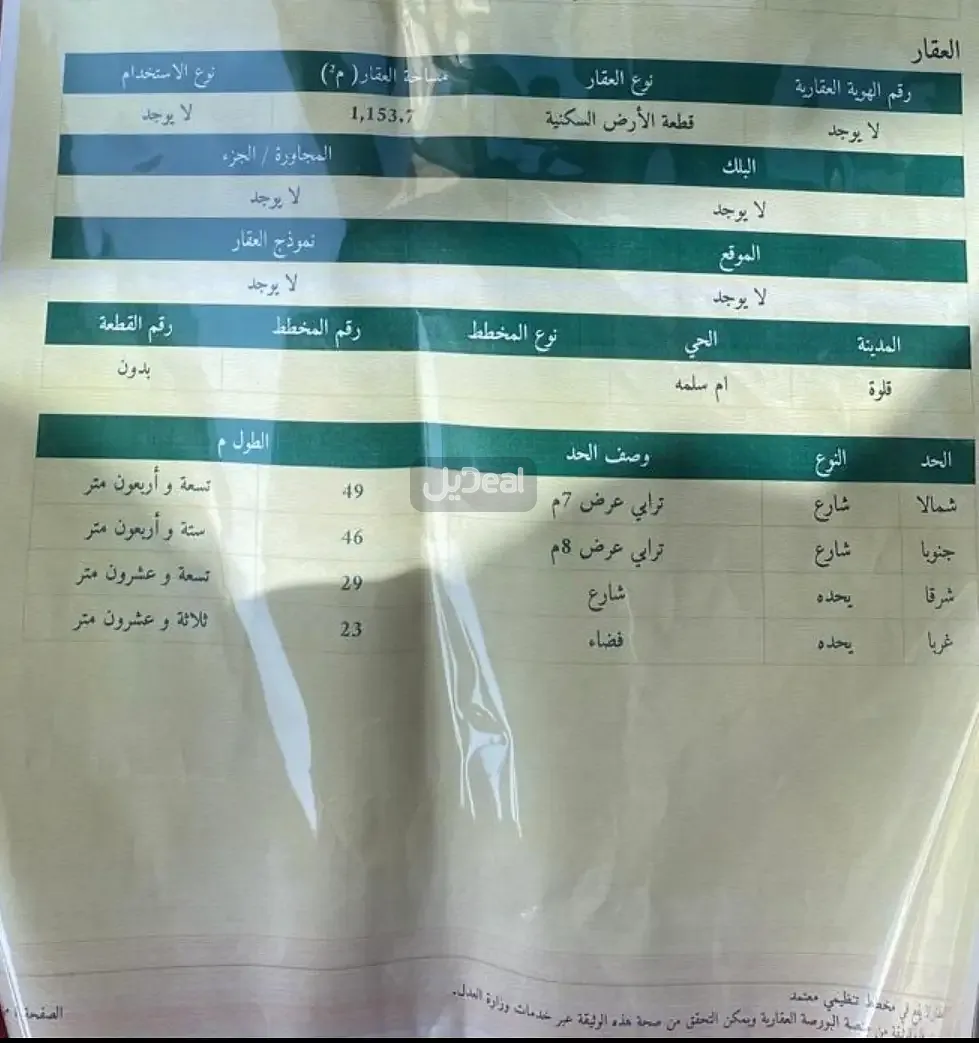 العقار
رقم الهوية العقارية نوع العقار مساحة العقار( م²) نوع الاستخدام
لا يوجد قطعة الأرض السكنية 1,153.7 لا يوجد
البلك المجاورة / الجزء
لا يوجد لا يوجد
الموقع نموذج العقار
لا يوجد لا يوجد
المدينة الحي نوع المخطط رقم المخطط رقم القطعة
قلوة ام سلمه بدون
الحد النوع وصف الحد الطول م
شمالا شارع ترابي عرض 7م 49 تسعة و أربعون متر
جنوبا شارع ترابي عرض 8م 46 ستة و أربعون متر
شرقا يحده شارع 29 تسعة و عشرون متر
غربا يحده فضاء 23 ثلاثة و عشرون متر
ديل Deal
مخطط تنظيمي معتمد
البورصة العقارية ويمكن التحقق من صحة هذه الوثيقة عبر خدمات وزارة العدل.
الصفحة